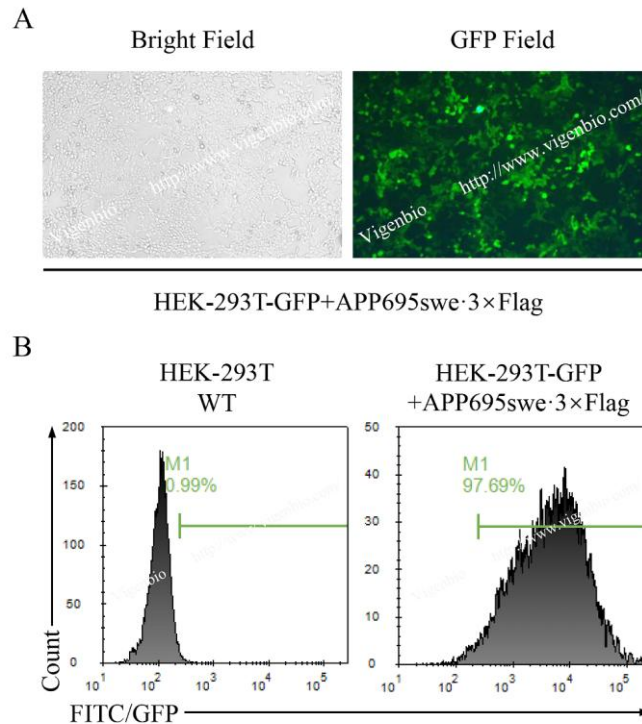 A
Bright Field
GFP Field
Vigenbio http://www.vigenbio.com/
Vigenbio http://www.vigenbio.com/
HEK-293T-GFP+APP695swe·3×Flag
B
HEK-293T
WT
HEK-293T-GFP
+APP695swe·3×Flag
200
150
100
50
0
M1
0.99%
Vigenbio
10¹ 10² 10³ 10⁴ 10⁵
50
40
30
20
10
0
M1
97.69%
Vigenbio
10¹ 10² 10³ 10⁴ 10⁵
Count
FITC/GFP